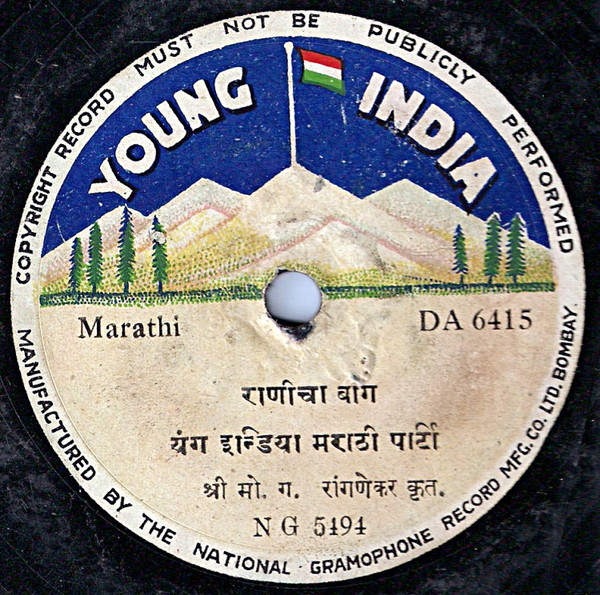 COPYRIGHT RECORD MUST NOT BE PUBLICLY PERFORMED
YOUNG INDIA
Marathi
DA 6415
राणीचा बाग
यंग इन्डिया मराठी पार्टी
श्री मो. ग. रांगणेकर कृत.
NG 5494
MANUFACTURED BY THE NATIONAL · GRAMOPHONE RECORD MFG. CO. LTD. BOMBAY.